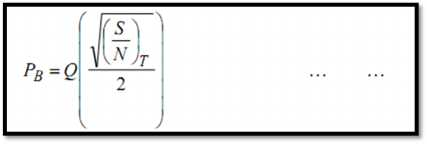 P_B = Q(√((S/N)_T) / 2) ... ...